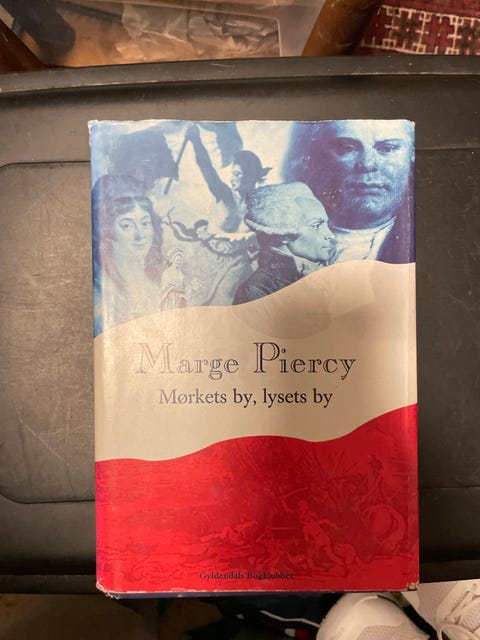 Marge Piercy
Mørkets by, lysets by
Gyldendals Bogklubber